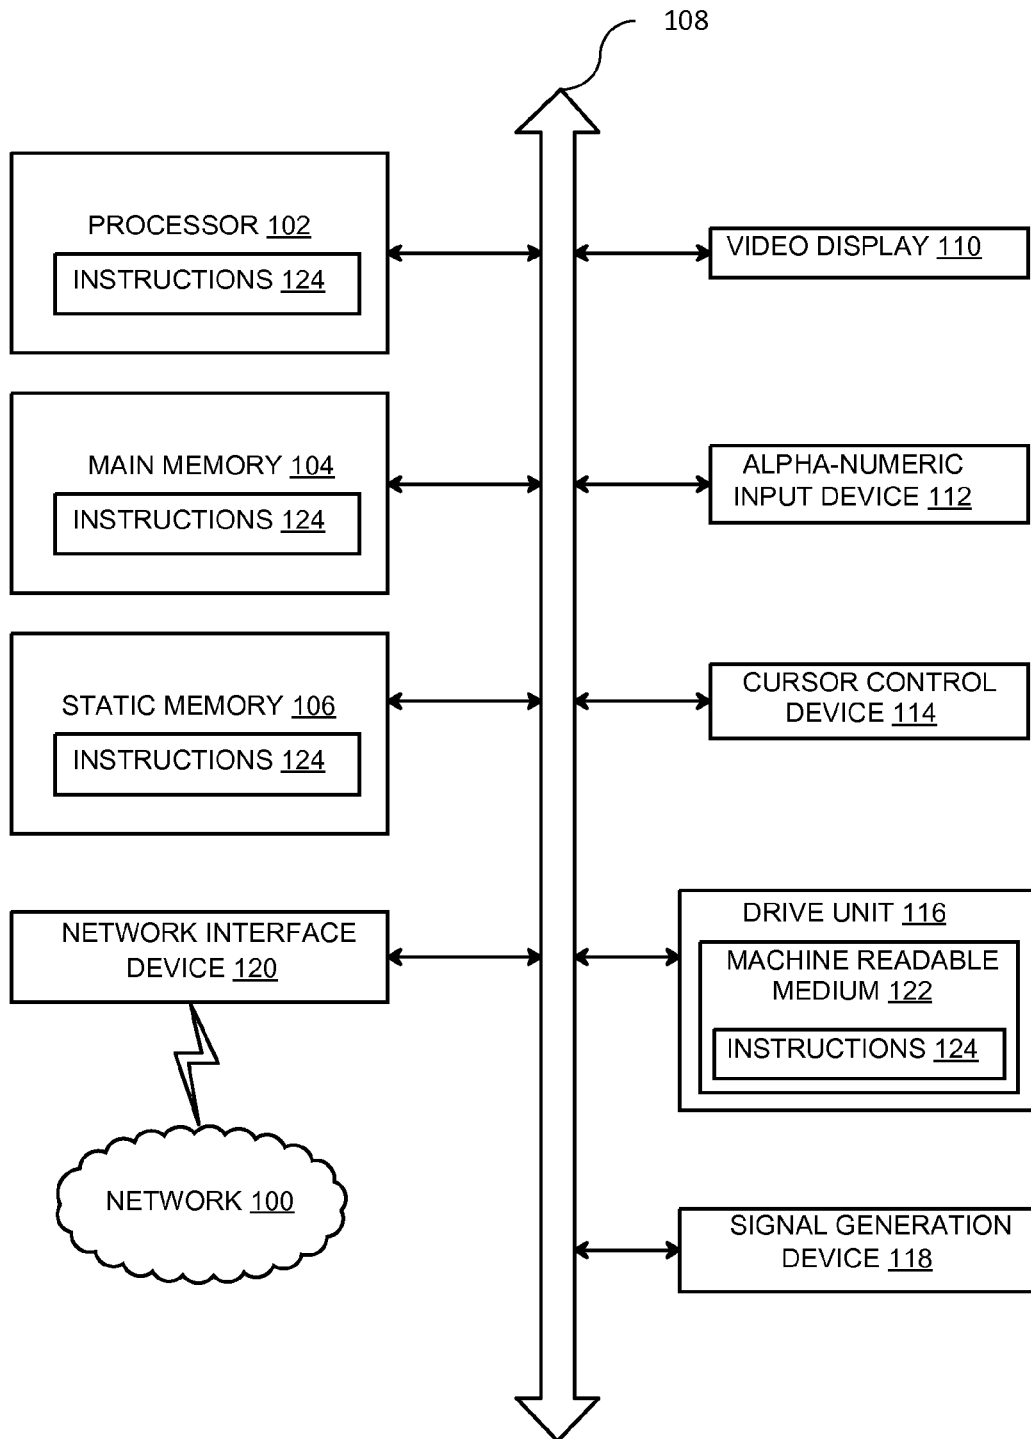 108
PROCESSOR 102
INSTRUCTIONS 124
VIDEO DISPLAY 110
MAIN MEMORY 104
INSTRUCTIONS 124
ALPHA-NUMERIC
INPUT DEVICE 112
STATIC MEMORY 106
INSTRUCTIONS 124
CURSOR CONTROL
DEVICE 114
NETWORK INTERFACE
DEVICE 120
DRIVE UNIT 116
MACHINE READABLE
MEDIUM 122
INSTRUCTIONS 124
NETWORK 100
SIGNAL GENERATION
DEVICE 118